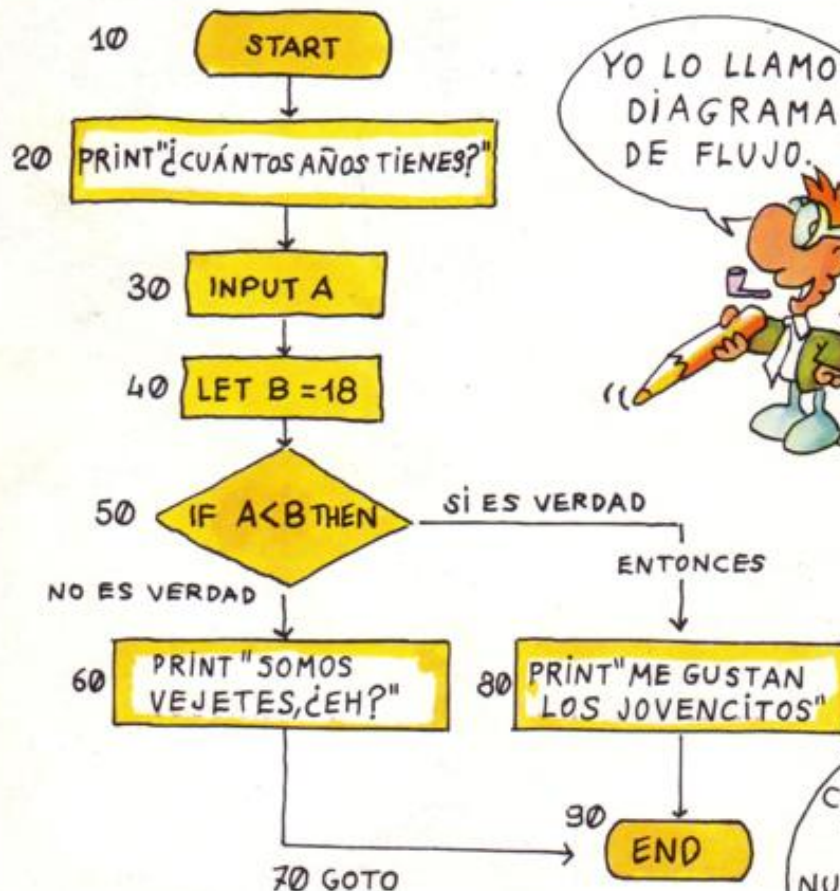 10 START
YO LO LLAMO
DIAGRAMA
DE FLUJO.
20 PRINT"¿CUÁNTOS AÑOS TIENES?"
30 INPUT A
40 LET B =18
50 IF A<B THEN
SÍ ES VERDAD
ENTONCES
NO ES VERDAD
60 PRINT "SOMOS
VEJETES,¿EH?"
80 PRINT"ME GUSTAN
LOS JOVENCITOS"
90 END
70 GOTO